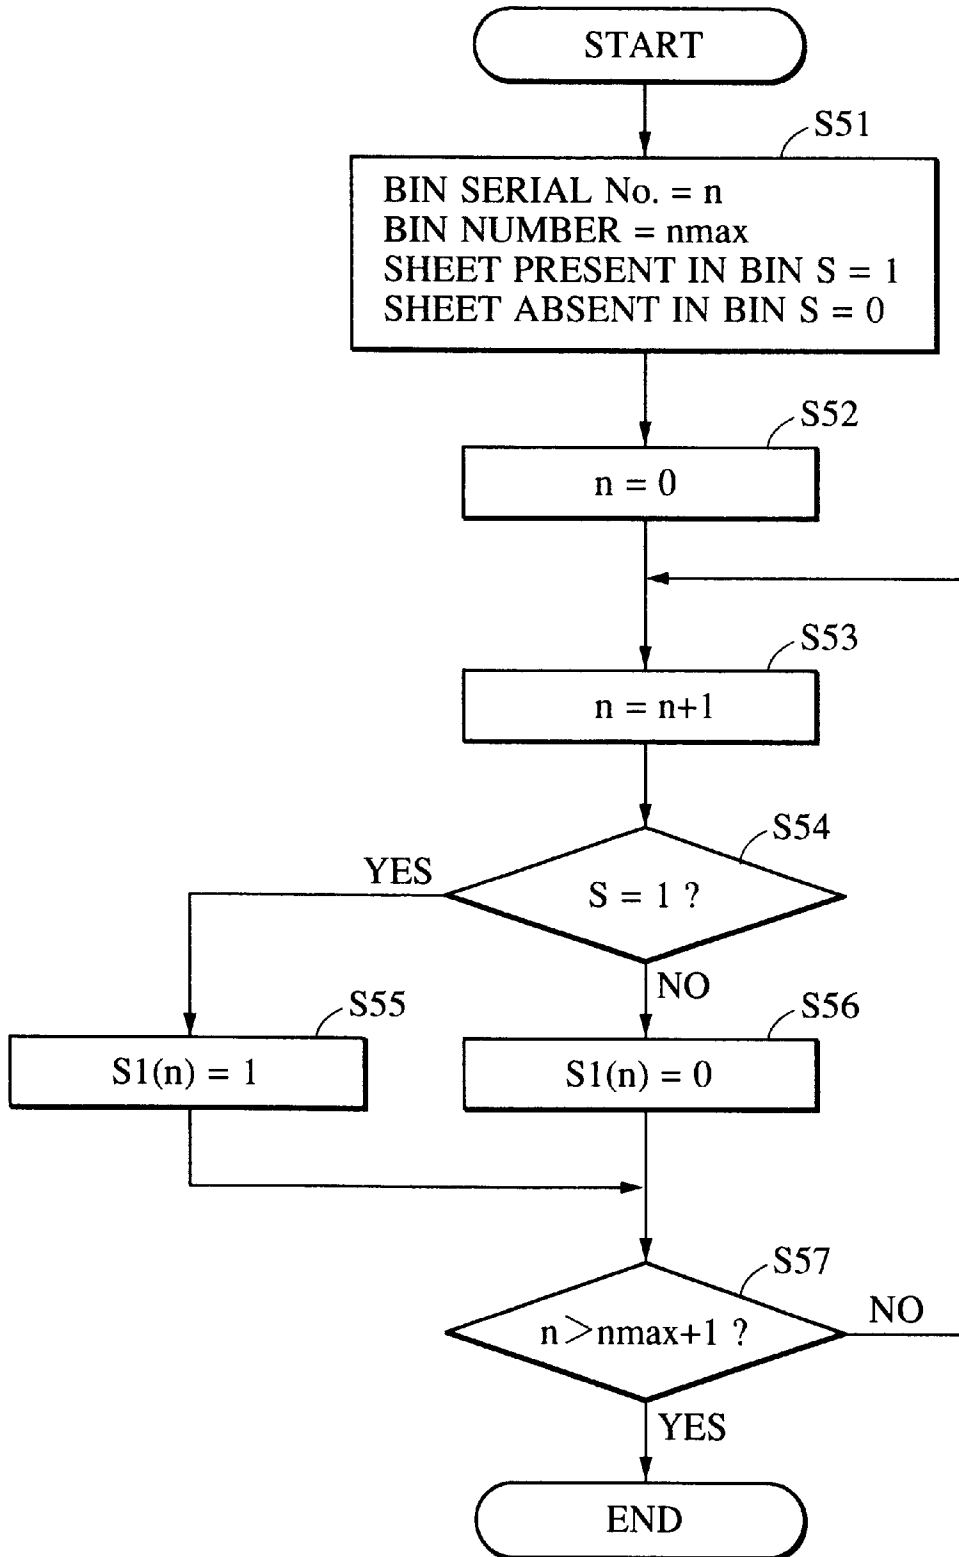 START
S51
BIN SERIAL No. = n
BIN NUMBER = nmax
SHEET PRESENT IN BIN S = 1
SHEET ABSENT IN BIN S = 0
S52
n = 0
S53
n = n+1
S54
YES
S = 1 ?
NO
S55
S56
S1(n) = 1
S1(n) = 0
S57
n>nmax+1 ?
NO
YES
END